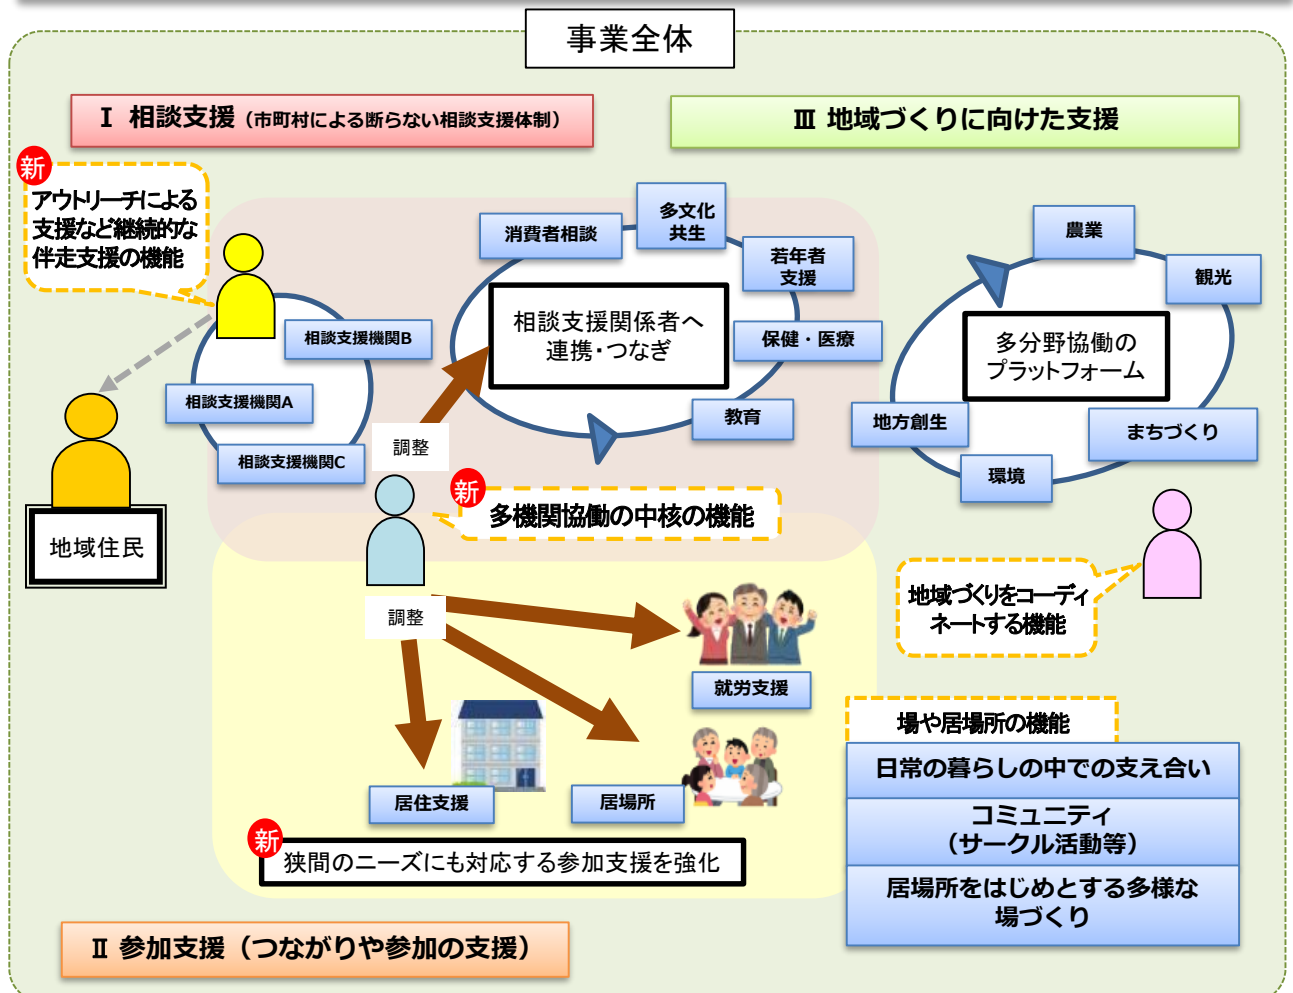 事業全体
Ⅰ 相談支援（市町村による断らない相談支援体制）
新
アウトリーチによる
支援など継続的な
伴走支援の機能
相談支援機関B
相談支援機関A
相談支援機関C
地域住民
消費者相談
多文化
共生
若年者
支援
保健・医療
教育
相談支援関係者へ
連携・つなぎ
調整
新
多機関協働の中核の機能
調整
就労支援
居住支援
居場所
新
狭間のニーズにも対応する参加支援を強化
Ⅱ 参加支援（つながりや参加の支援）
Ⅲ 地域づくりに向けた支援
農業
観光
多分野協働の
プラットフォーム
地方創生
まちづくり
環境
地域づくりをコーディ
ネートする機能
場や居場所の機能
日常の暮らしの中での支え合い
コミュニティ
（サークル活動等）
居場所をはじめとする多様な
場づくり